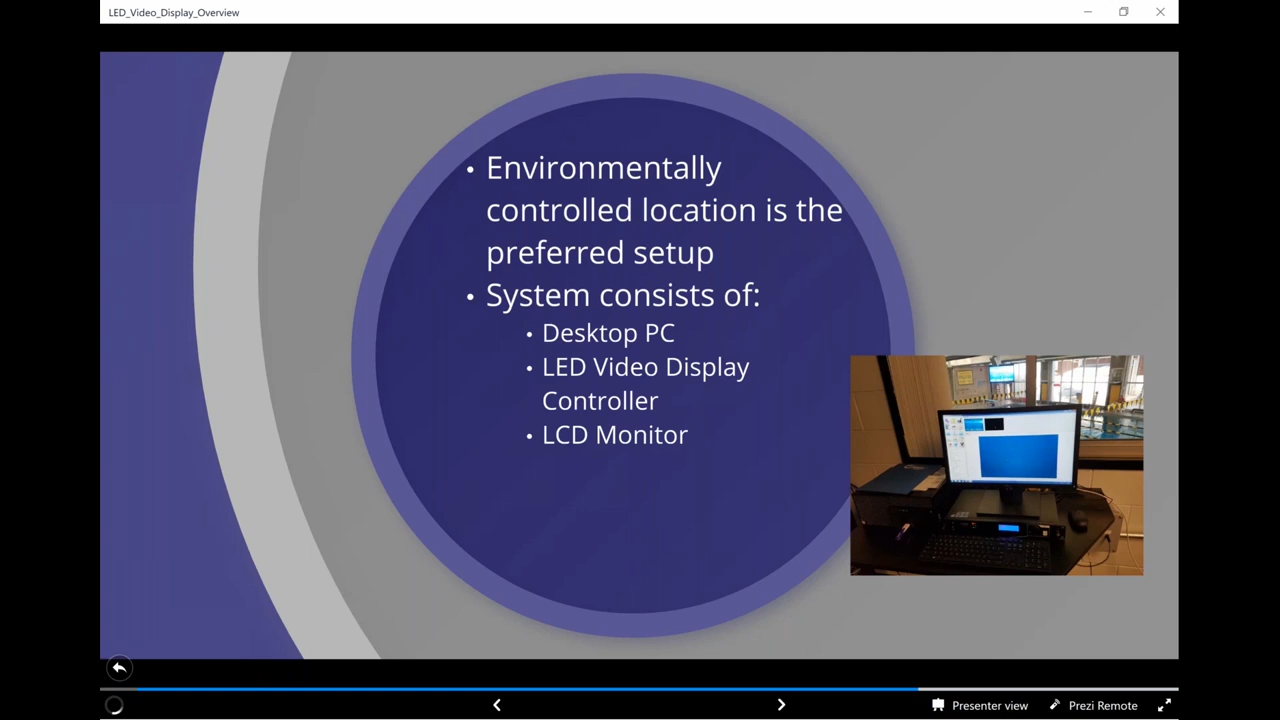 LED_Video_Display_Overview
• Environmentally
controlled location is the
preferred setup
• System consists of:
• Desktop PC
• LED Video Display
Controller
• LCD Monitor
Presenter view
Prezi Remote